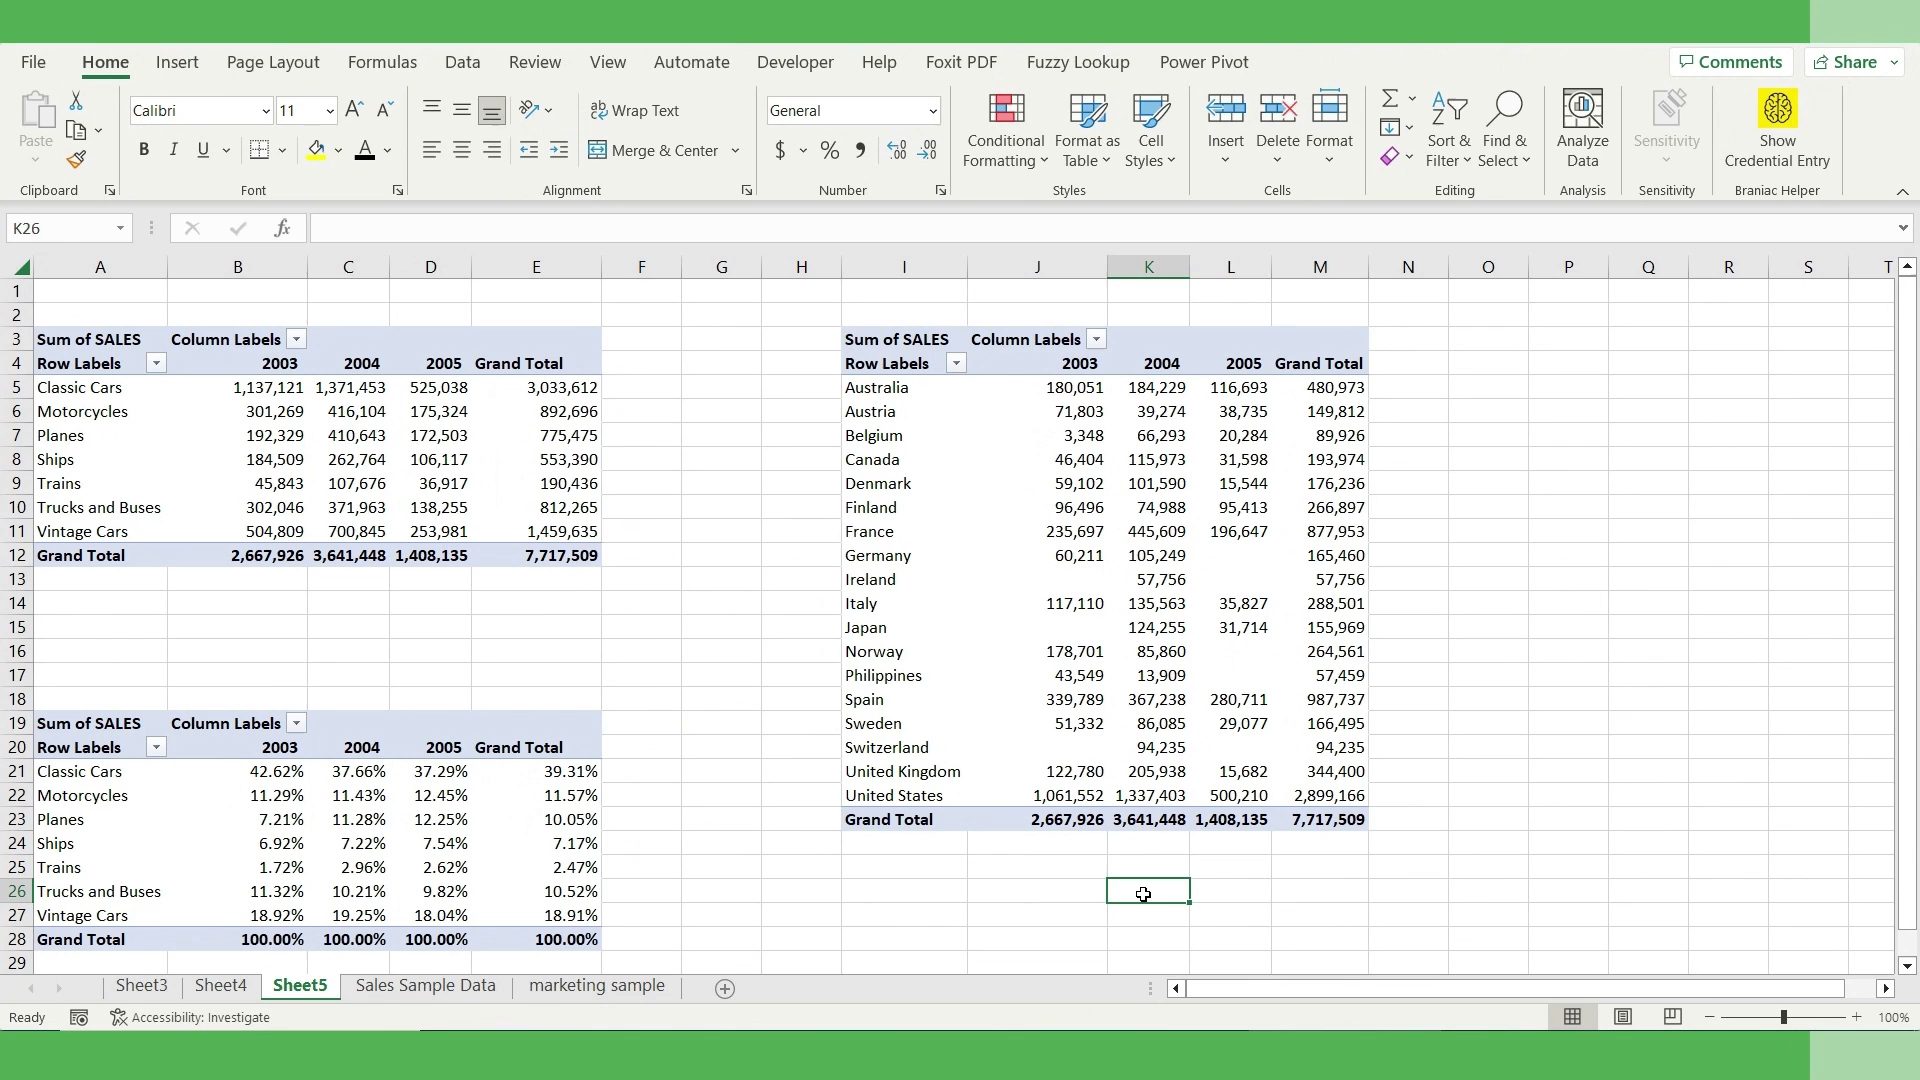 File Home Insert Page Layout Formulas Data Review View Automate Developer Help Foxit PDF Fuzzy Lookup Power Pivot Comments Share
Paste
Calibri 11 A A
B I U A
ab Wrap Text
Merge & Center
General
$ % 9 .00 .00
Conditional Formatting
Format as Table
Cell Styles
Insert Delete Format
Sort & Filter
Find & Select
Analyze Data
Sensitivity
Show Credential Entry
Clipboard Font Alignment Number Styles Cells Editing Analysis Sensitivity Braniac Helper
K26 fx
A B C D E F G H I J K L M N O P Q R S T
1
2
3 Sum of SALES Column Labels Sum of SALES Column Labels
4 Row Labels 2003 2004 2005 Grand Total Row Labels 2003 2004 2005 Grand Total
5 Classic Cars 1,137,121 1,371,453 525,038 3,033,612 Australia 180,051 184,229 116,693 480,973
6 Motorcycles 301,269 416,104 175,324 892,696 Austria 71,803 39,274 38,735 149,812
7 Planes 192,329 410,643 172,503 775,475 Belgium 3,348 66,293 20,284 89,926
8 Ships 184,509 262,764 106,117 553,390 Canada 46,404 115,973 31,598 193,974
9 Trains 45,843 107,676 36,917 190,436 Denmark 59,102 101,590 15,544 176,236
10 Trucks and Buses 302,046 371,963 138,255 812,265 Finland 96,496 74,988 95,413 266,897
11 Vintage Cars 504,809 700,845 253,981 1,459,635 France 235,697 445,609 196,647 877,953
12 Grand Total 2,667,926 3,641,448 1,408,135 7,717,509 Germany 60,211 105,249 165,460
13 Ireland 57,756 57,756
14 Italy 117,110 135,563 35,827 288,501
15 Japan 124,255 31,714 155,969
16 Norway 178,701 85,860 264,561
17 Philippines 43,549 13,909 57,459
18 Spain 339,789 367,238 280,711 987,737
19 Sum of SALES Column Labels Sweden 51,332 86,085 29,077 166,495
20 Row Labels 2003 2004 2005 Grand Total Switzerland 94,235 94,235
21 Classic Cars 42.62% 37.66% 37.29% 39.31% United Kingdom 122,780 205,938 15,682 344,400
22 Motorcycles 11.29% 11.43% 12.45% 11.57% United States 1,061,552 1,337,403 500,210 2,899,166
23 Planes 7.21% 11.28% 12.25% 10.05% Grand Total 2,667,926 3,641,448 1,408,135 7,717,509
24 Ships 6.92% 7.22% 7.54% 7.17%
25 Trains 1.72% 2.96% 2.62% 2.47%
26 Trucks and Buses 11.32% 10.21% 9.82% 10.52%
27 Vintage Cars 18.92% 19.25% 18.04% 18.91%
28 Grand Total 100.00% 100.00% 100.00% 100.00%
29
Sheet3 Sheet4 Sheet5 Sales Sample Data marketing sample
Ready Accessibility: Investigate 100%